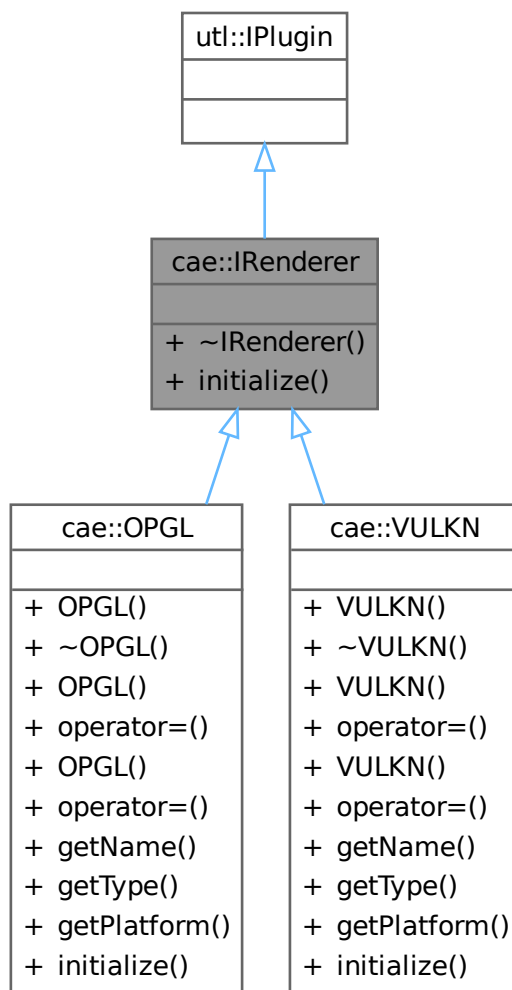 utl::IPlugin
cae::IRenderer
+ ~IRenderer()
+ initialize()
cae::OPGL
+ OPGL()
+ ~OPGL()
+ OPGL()
+ operator=()
+ OPGL()
+ operator=()
+ getName()
+ getType()
+ getPlatform()
+ initialize()
cae::VULKN
+ VULKN()
+ ~VULKN()
+ VULKN()
+ operator=()
+ VULKN()
+ operator=()
+ getName()
+ getType()
+ getPlatform()
+ initialize()